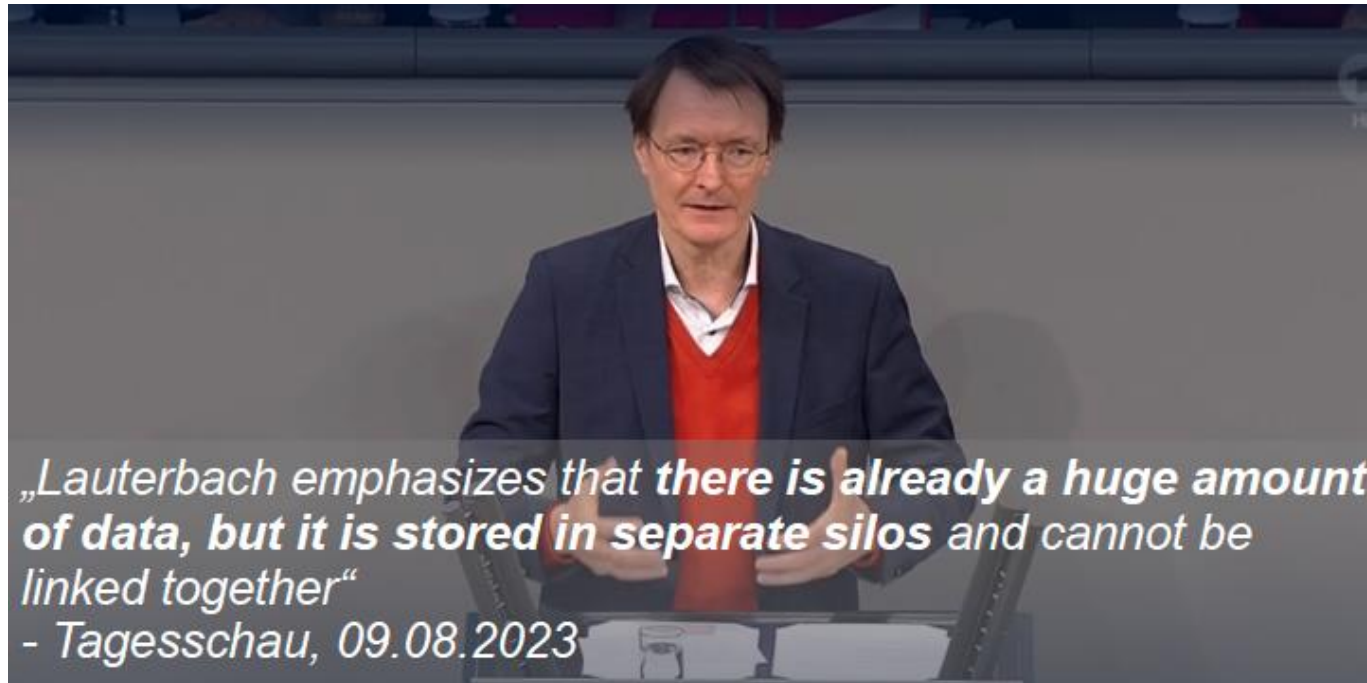 „Lauterbach emphasizes that there is already a huge amount
of data, but it is stored in separate silos and cannot be
linked together“
- Tagesschau, 09.08.2023